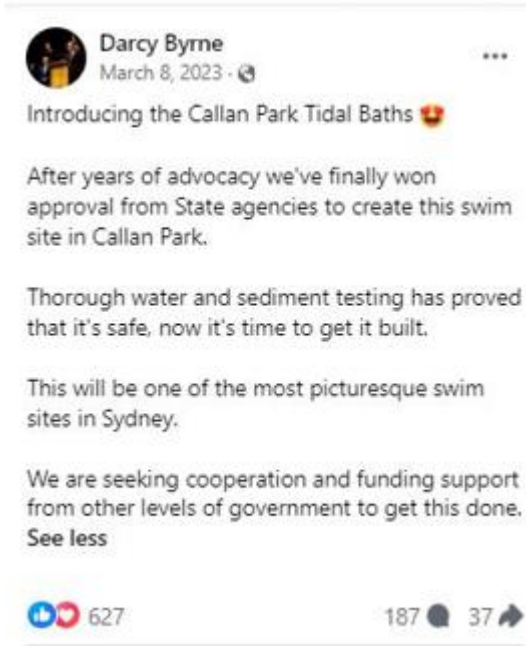 Darcy Byrne
March 8, 2023 ·
Introducing the Callan Park Tidal Baths 🤩
After years of advocacy we've finally won
approval from State agencies to create this swim
site in Callan Park.
Thorough water and sediment testing has proved
that it's safe, now it's time to get it built.
This will be one of the most picturesque swim
sites in Sydney.
We are seeking cooperation and funding support
from other levels of government to get this done.
See less
627 187 37